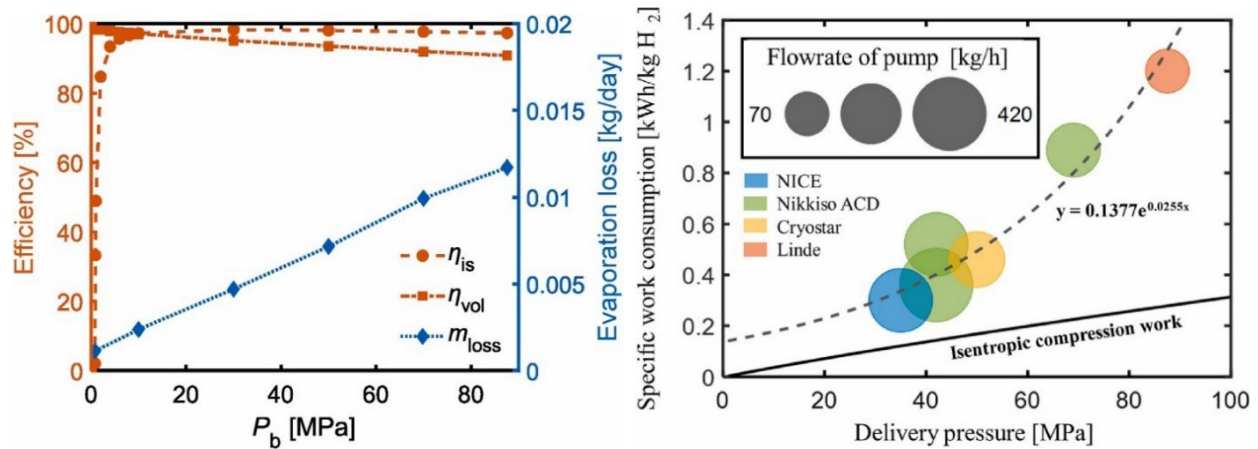 Efficiency [%]
100
80
60
40
20
0
0
20
40
60
80
P_b [MPa]
η_is
η_vol
m_loss
0.02
0.015
0.01
0.005
0
Evaporation loss [kg/day]
Specific work consumption [kWh/kg H_2]
1.4
1.2
1
0.8
0.6
0.4
0.2
0
Flowrate of pump [kg/h]
70
420
NICE
Nikkiso ACD
Cryostar
Linde
y = 0.1377e^0.0255x
Isentropic compression work
0
20
40
60
80
100
Delivery pressure [MPa]